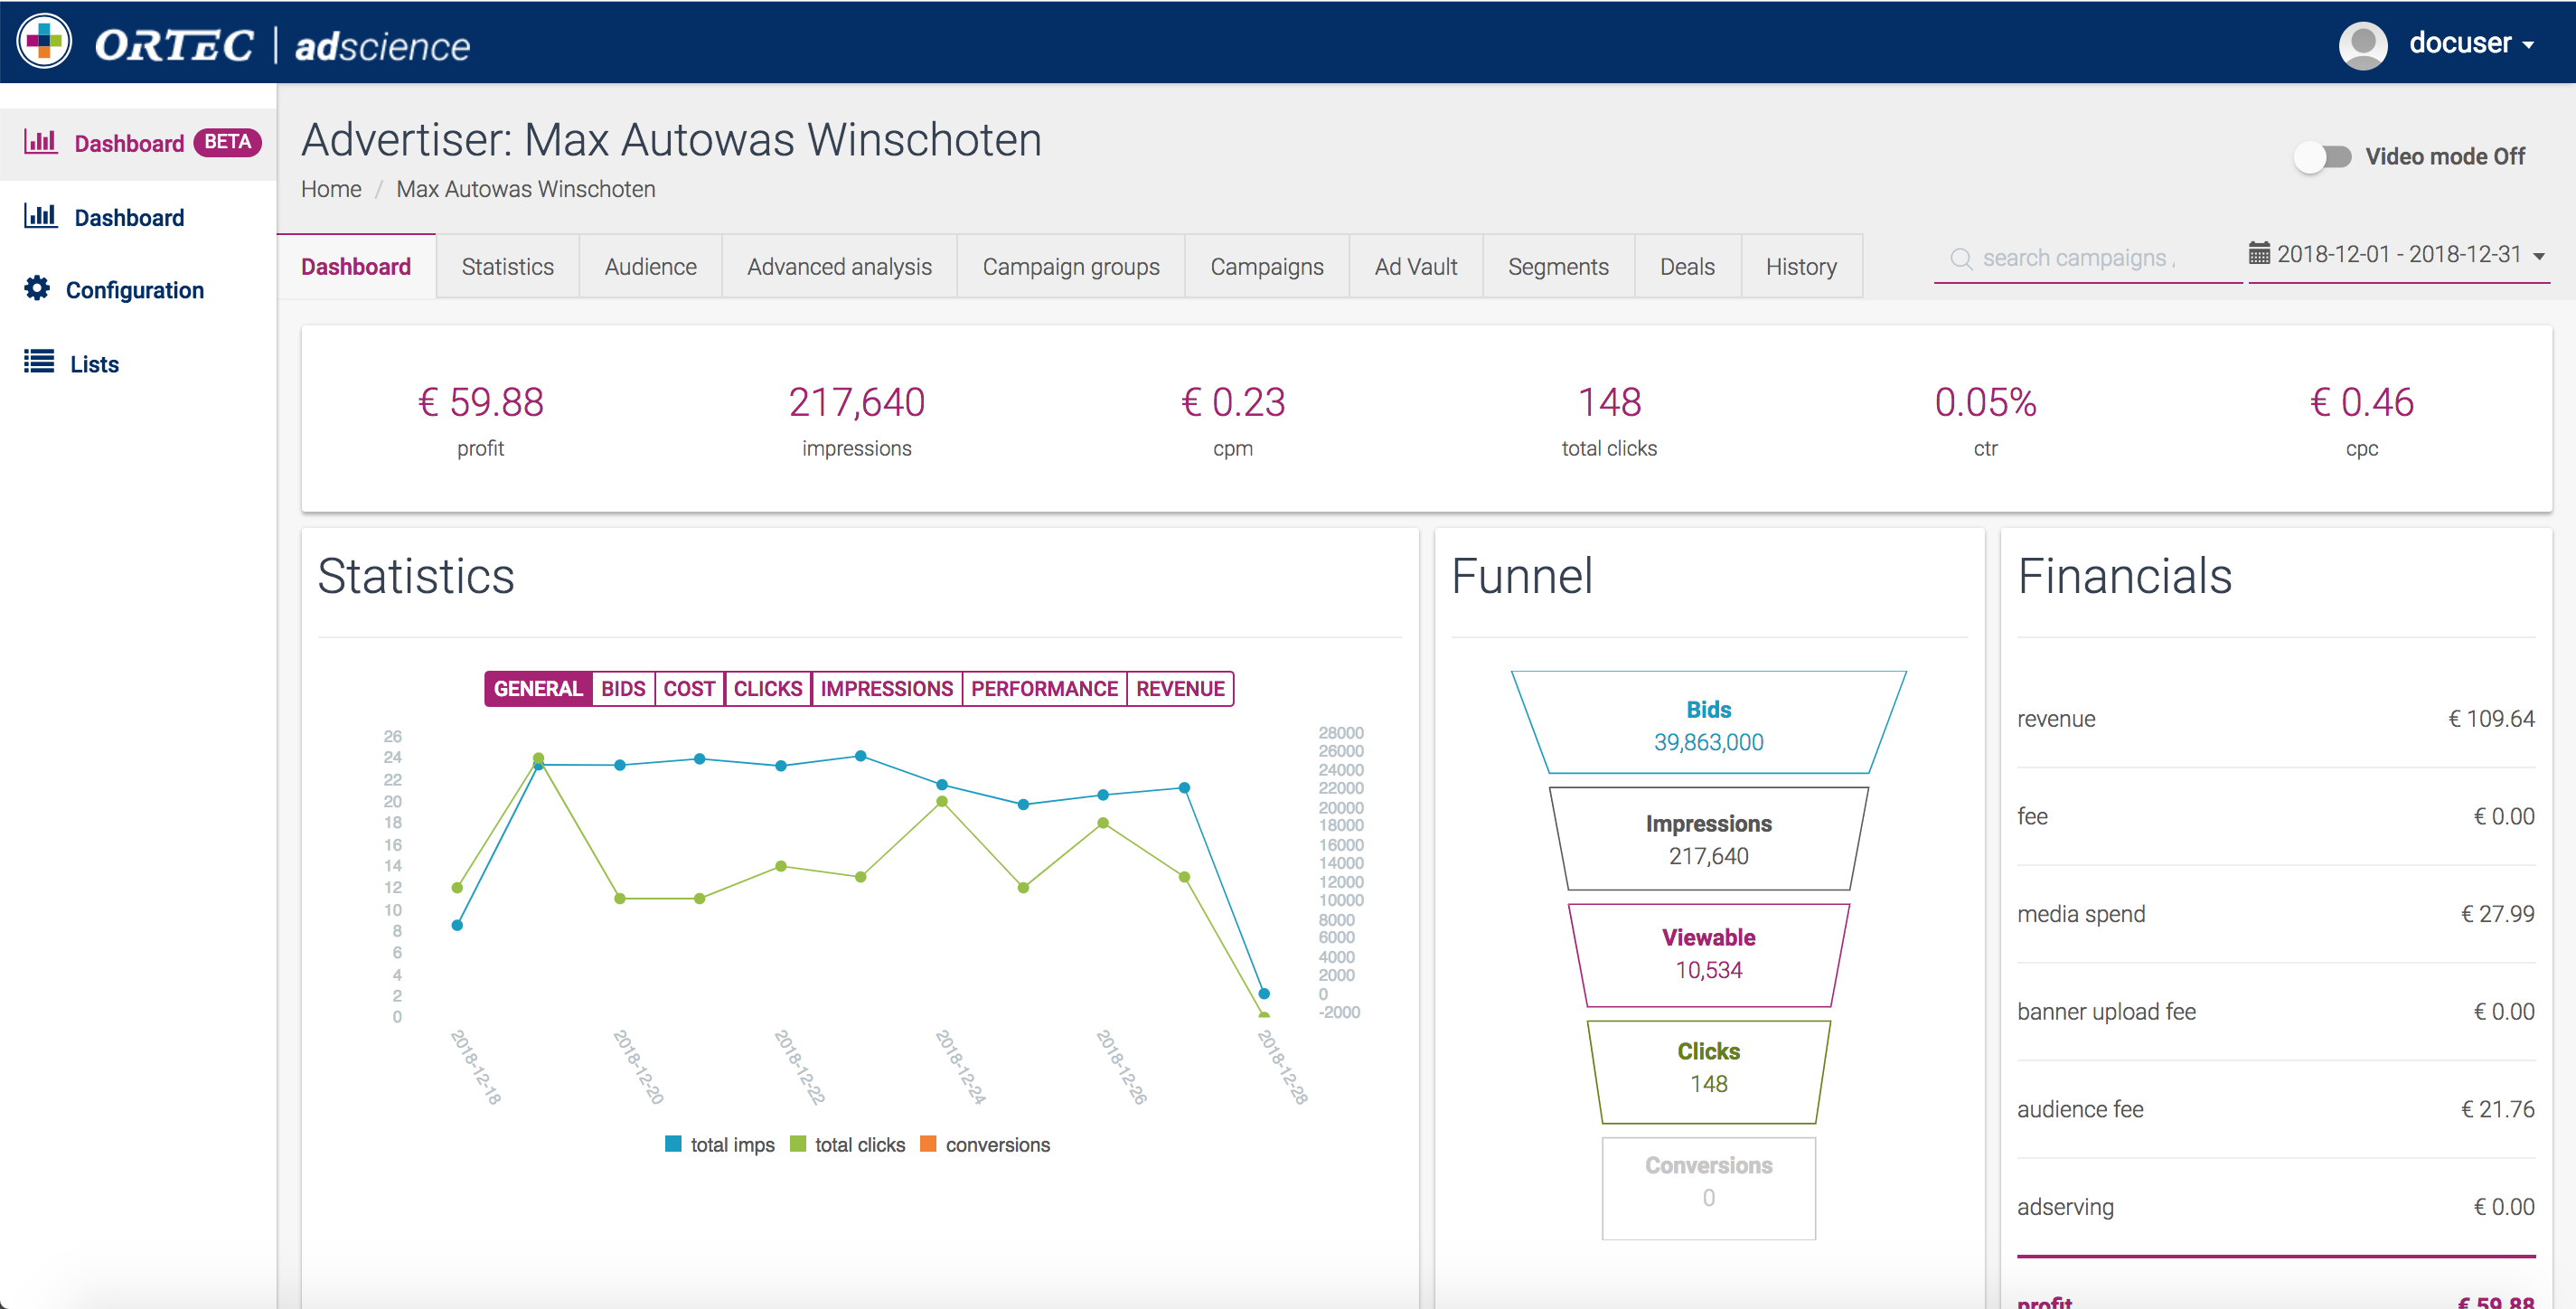 ORTEC | adscience
docuser
Dashboard BETA
Dashboard
Configuration
Lists
Advertiser: Max Autowas Winschoten
Home / Max Autowas Winschoten
Video mode Off
Dashboard Statistics Audience Advanced analysis Campaign groups Campaigns Ad Vault Segments Deals History
search campaigns ,
2018-12-01 - 2018-12-31
€ 59.88 217,640 € 0.23 148 0.05% € 0.46
profit impressions cpm total clicks ctr cpc
Statistics
GENERAL BIDS COST CLICKS IMPRESSIONS PERFORMANCE REVENUE
26
24
22
20
18
16
14
12
10
8
6
4
2
0
28000
26000
24000
22000
20000
18000
16000
14000
12000
10000
8000
6000
4000
2000
0
-2000
2018-12-18
2018-12-20
2018-12-22
2018-12-24
2018-12-26
2018-12-28
total imps total clicks conversions
Funnel
Bids
39,863,000
Impressions
217,640
Viewable
10,534
Clicks
148
Conversions
0
Financials
revenue € 109.64
fee € 0.00
media spend € 27.99
banner upload fee € 0.00
audience fee € 21.76
adserving € 0.00
profit € 59.88